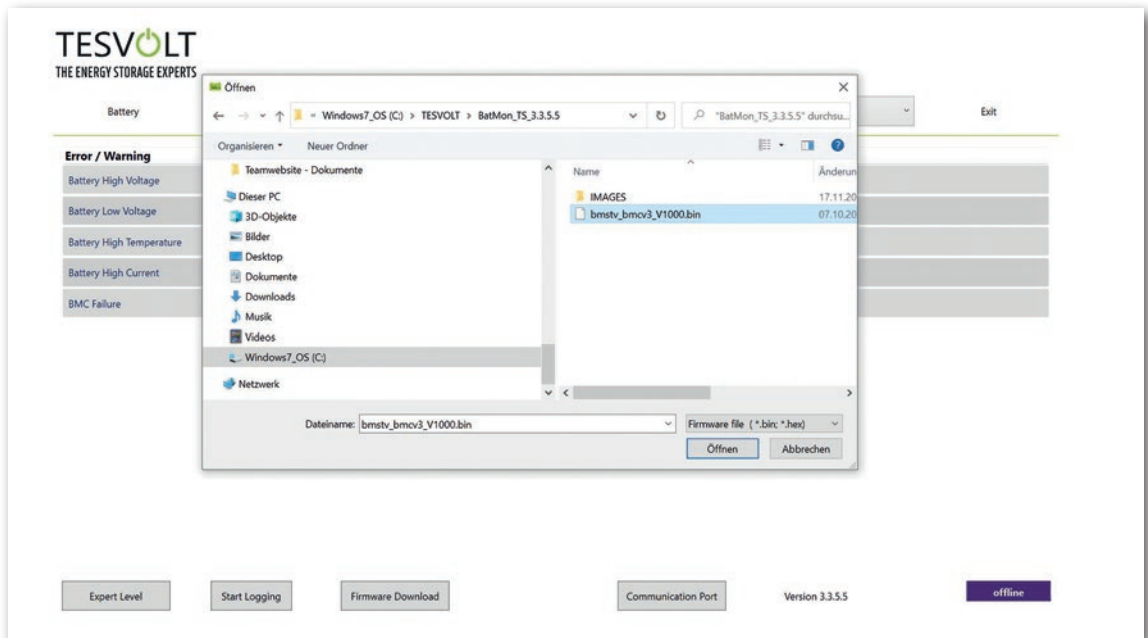 TESVOLT
THE ENERGY STORAGE EXPERTS
Öffnen
Battery
Windows7_OS (C:) > TESVOLT > BatMon_TS_3.3.5.5
"BatMon_TS_3.3.5.5" durchsu...
Exit
Organisieren
Neuer Ordner
Error / Warning
Teamwebsite - Dokumente
Name
Änderun
Battery High Voltage
Dieser PC
IMAGES
17.11.20
Battery Low Voltage
3D-Objekte
bmstv_bmcv3_V1000.bin
07.10.20
Bilder
Battery High Temperature
Desktop
Battery High Current
Dokumente
Downloads
BMC Failure
Musik
Videos
Windows7_OS (C:)
Netzwerk
Dateiname: bmstv_bmcv3_V1000.bin
Firmware file ( *.bin; *.hex)
Öffnen
Abbrechen
Expert Level
Start Logging
Firmware Download
Communication Port
Version 3.3.5.5
offline